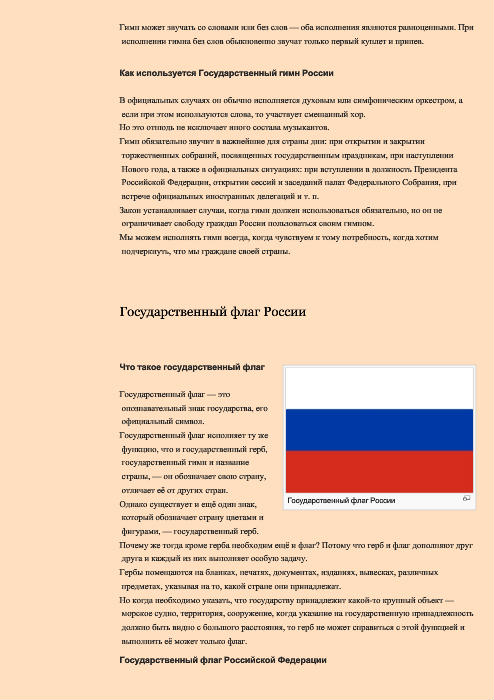 Гимн может звучать со словами или без слов — оба исполнения являются равноценными. При
исполнении гимна без слов обыкновенно звучат только первый куплет и припев.
Как используется Государственный гимн России
В официальных случаях он обычно исполняется духовым или симфоническим оркестром, а
если при этом используются слова, то участвует смешанный хор.
Но это отнюдь не исключает иного состава музыкантов.
Гимн обязательно звучит в важнейшие для страны дни: при открытии и закрытии
торжественных собраний, посвященных государственным праздникам, при наступлении
Нового года, а также в официальных ситуациях: при вступлении в должность Президента
Российской Федерации, открытии сессий и заседаний палат Федерального Собрания, при
встрече официальных иностранных делегаций и т. п.
Закон устанавливает случаи, когда гимн должен использоваться обязательно, но он не
ограничивает свободу граждан России пользоваться своим гимном.
Мы можем исполнять гимн всегда, когда чувствуем к тому потребность, когда хотим
подчеркнуть, что мы граждане своей страны.
Государственный флаг России
Что такое государственный флаг
Государственный флаг — это
опознавательный знак государства, его
официальный символ.
Государственный флаг исполняет ту же
функцию, что и государственный герб,
государственный гимн и название
страны, — он обозначает свою страну,
отличает её от других стран.
Однако существует и ещё один знак,
который обозначает страну цветами и
фигурами, — государственный герб.
Государственный флаг России
Почему же тогда кроме герба необходим ещё и флаг? Потому что герб и флаг дополняют друг
друга и каждый из них выполняет особую задачу.
Гербы помещаются на бланках, печатях, документах, изданиях, вывесках, различных
предметах, указывая на то, какой стране они принадлежат.
Но когда необходимо указать, что государству принадлежит какой-то крупный объект —
морское судно, территория, сооружение, когда указание на государственную принадлежность
должно быть видно с большого расстояния, то герб не может справиться с этой функцией и
выполнить её может только флаг.
Государственный флаг Российской Федерации